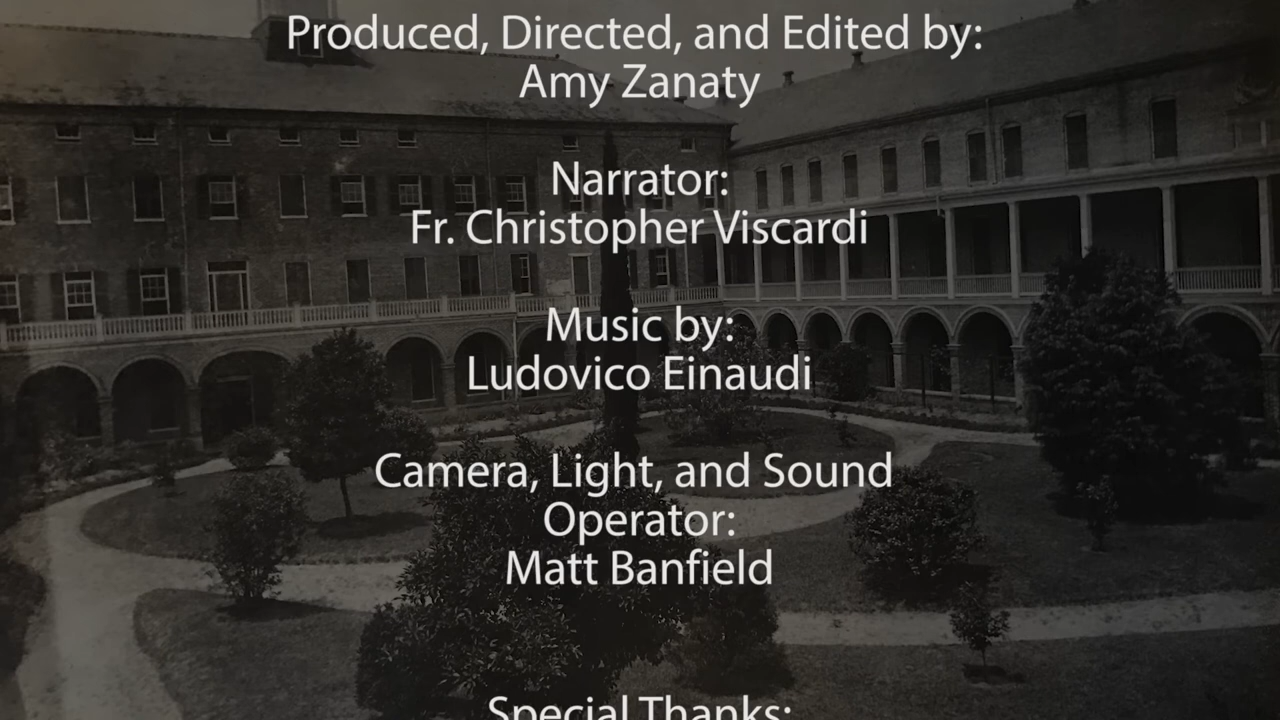 Produced, Directed, and Edited by:
Amy Zanaty
Narrator:
Fr. Christopher Viscardi
Music by:
Ludovico Einaudi
Camera, Light, and Sound
Operator:
Matt Banfield
Special Thanks: